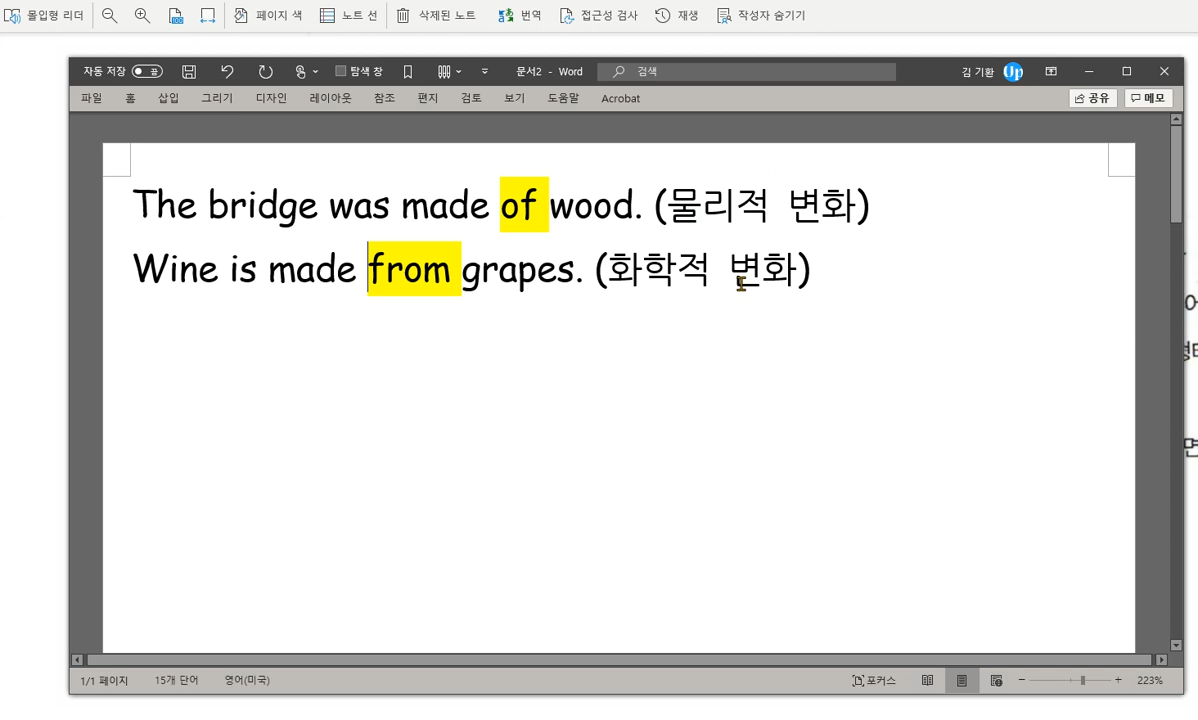 몰입형 리더 100 페이지 색 노트 선 삭제된 노트 번역 접근성 검사 재생 작성자 숨기기
자동 저장 끔 탐색 창 문서2 - Word 검색 김 기환 Up
파일 홈 삽입 그리기 디자인 레이아웃 참조 편지 검토 보기 도움말 Acrobat 공유 메모
The bridge was made of wood. (물리적 변화)
Wine is made from grapes. (화학적 변화)
어
면
1/1 페이지 15개 단어 영어(미국) 포커스 223%